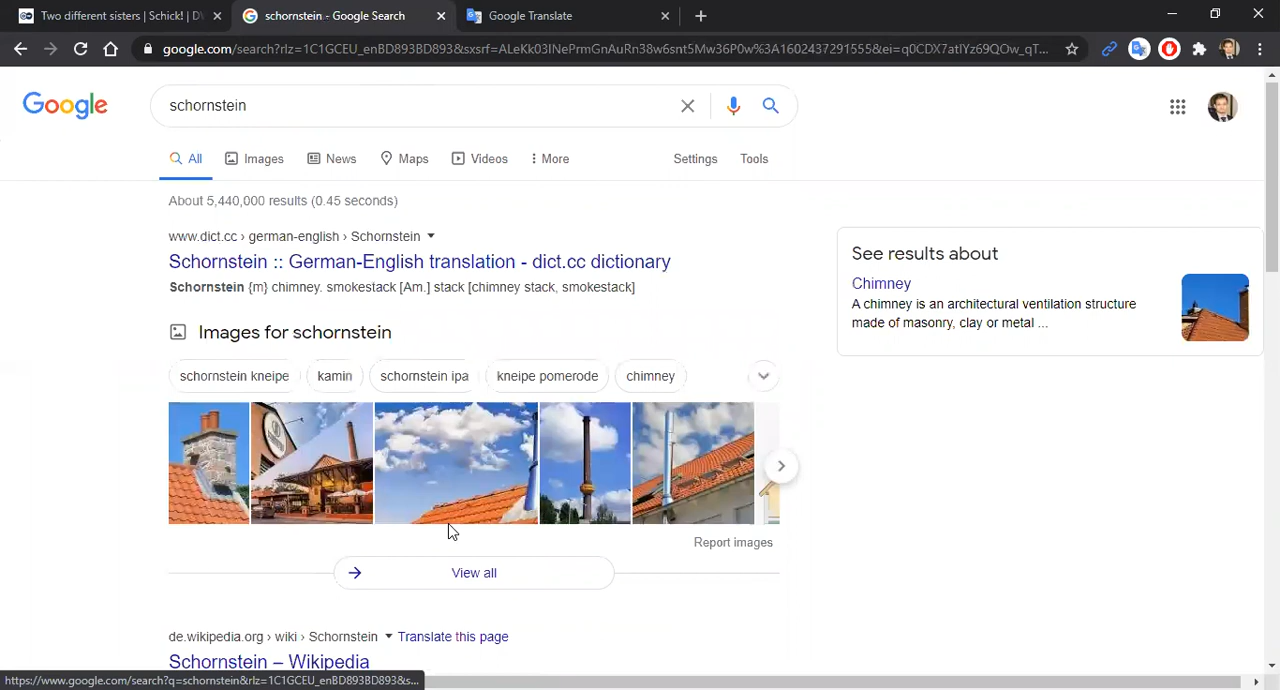 Two different sisters | Schick! | D
schornstein - Google Search
Google Translate
google.com/search?rlz=1C1GCEU_enBD893BD893&sxsrf=ALeKk03INePrmGnAuRn38w6snt5Mw36P0w%3A1602437291555&ei=q0CDX7atIYz69QOw_qT...
Google
schornstein
All
Images
News
Maps
Videos
More
Settings
Tools
About 5,440,000 results (0.45 seconds)
www.dict.cc › german-english › Schornstein
Schornstein :: German-English translation - dict.cc dictionary
Schornstein {m} chimney. smokestack [Am.] stack [chimney stack, smokestack]
See results about
Chimney
A chimney is an architectural ventilation structure
made of masonry, clay or metal ...
Images for schornstein
schornstein kneipe
kamin
schornstein ipa
kneipe pomerode
chimney
Report images
View all
de.wikipedia.org › wiki › Schornstein
Translate this page
Schornstein – Wikipedia
https://www.google.com/search?q=schornstein&rlz=1C1GCEU_enBD893BD893&s...